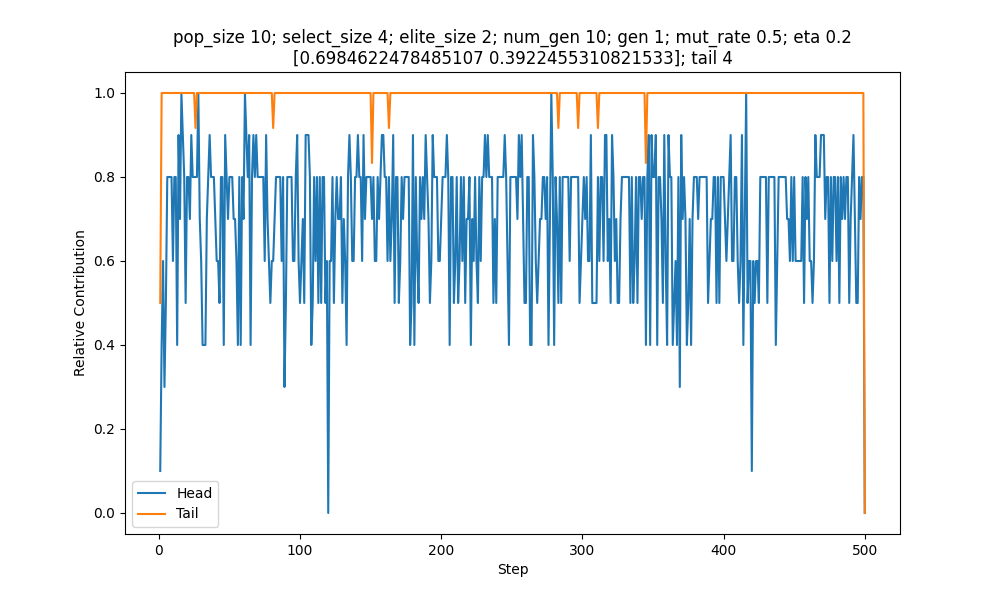 pop_size 10; select_size 4; elite_size 2; num_gen 10; gen 1; mut_rate 0.5; eta 0.2
[0.6984622478485107 0.3922455310821533]; tail 4
1.0
0.8
0.6
0.4
0.2
0.0
Relative Contribution
Head
Tail
0
100
200
300
400
500
Step